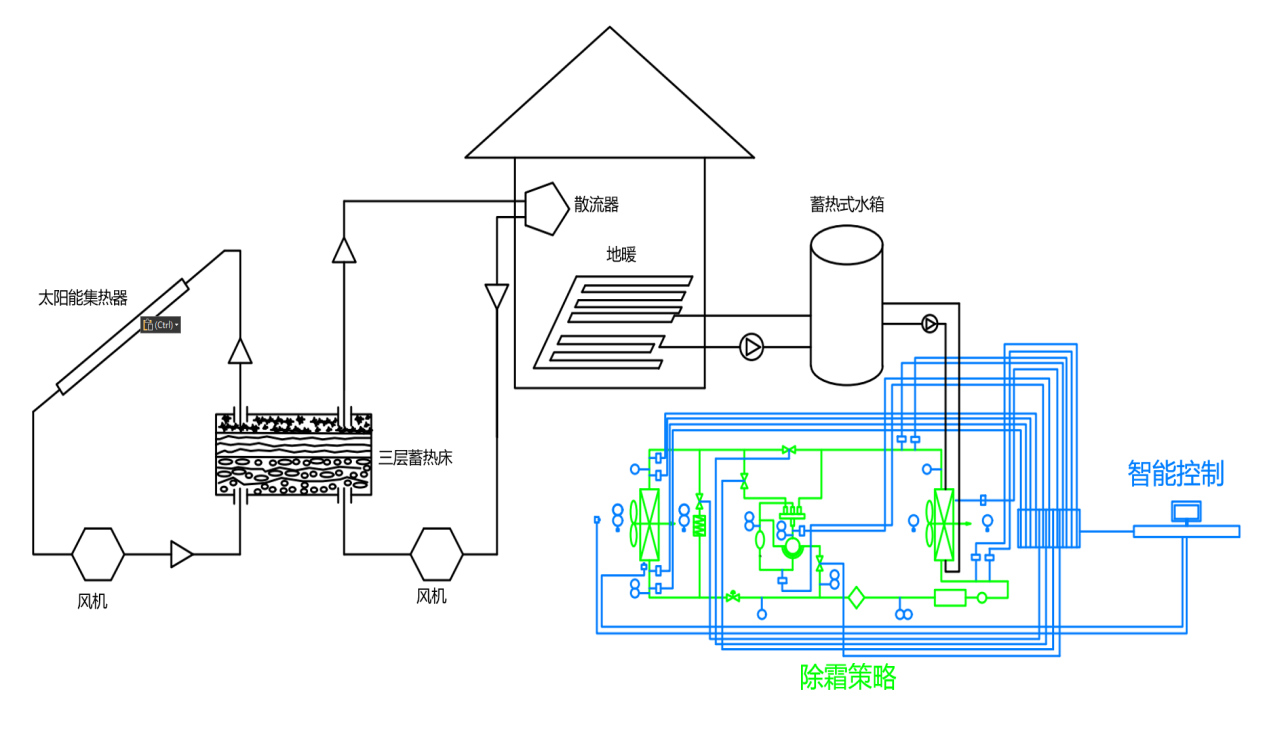 散流器
蓄热式水箱
地暖
太阳能集热器
(Ctrl)
三层蓄热床
智能控制
风机
风机
除霜策略